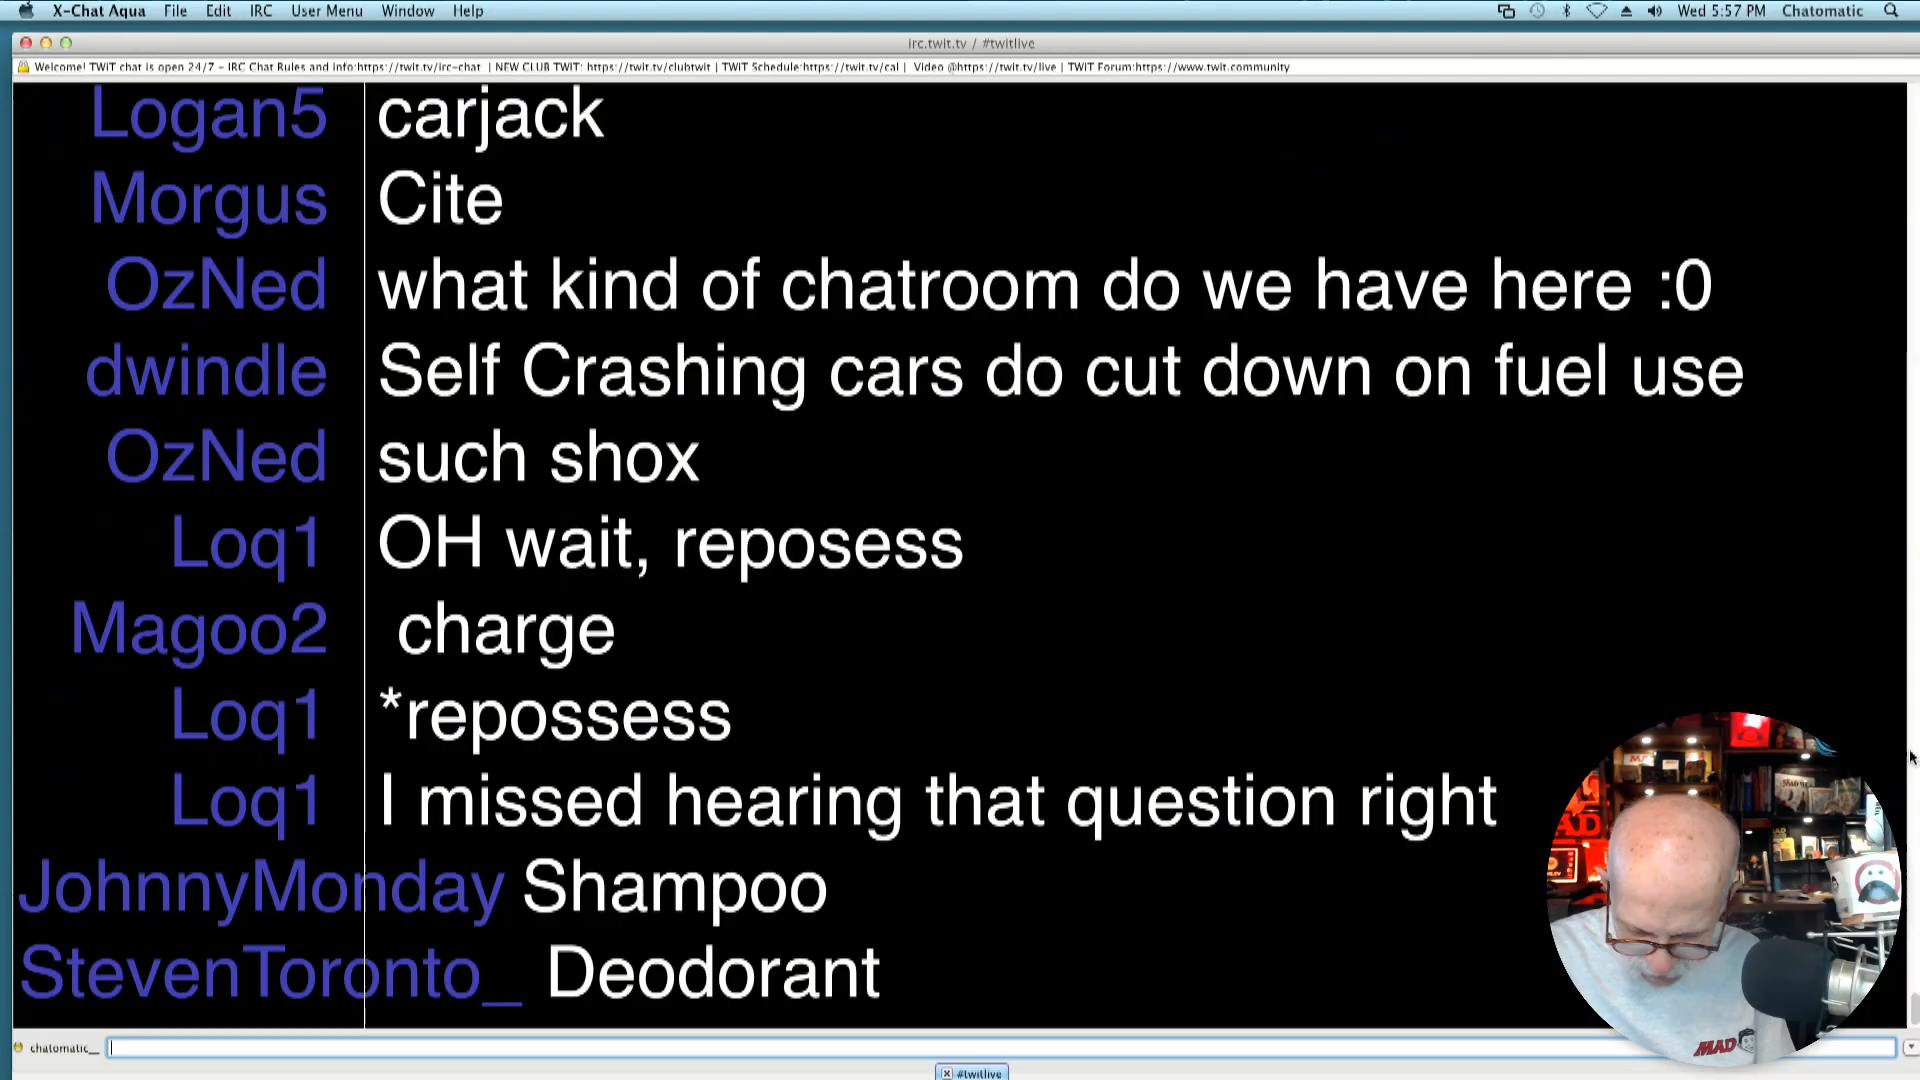 X-Chat Aqua File Edit IRC User Menu Window Help Wed 5:57 PM Chatomatic
irc.twit.tv / #twitlive
Welcome! TWiT chat is open 24/7 - IRC Chat Rules and info:https://twit.tv/irc-chat | NEW CLUB TWIT: https://twit.tv/clubtwit | TWiT Schedule:https://twit.tv/cal | Video @https://twit.tv/live | TWiT Forum:https://www.twit.community
Logan5 carjack
Morgus Cite
OzNed what kind of chatroom do we have here :0
dwindle Self Crashing cars do cut down on fuel use
OzNed such shox
Loq1 OH wait, reposess
Magoo2 charge
Loq1 *repossess
Loq1 I missed hearing that question right
JohnnyMonday Shampoo
StevenToronto_ Deodorant
MAD
chatomatic__
#twitlive